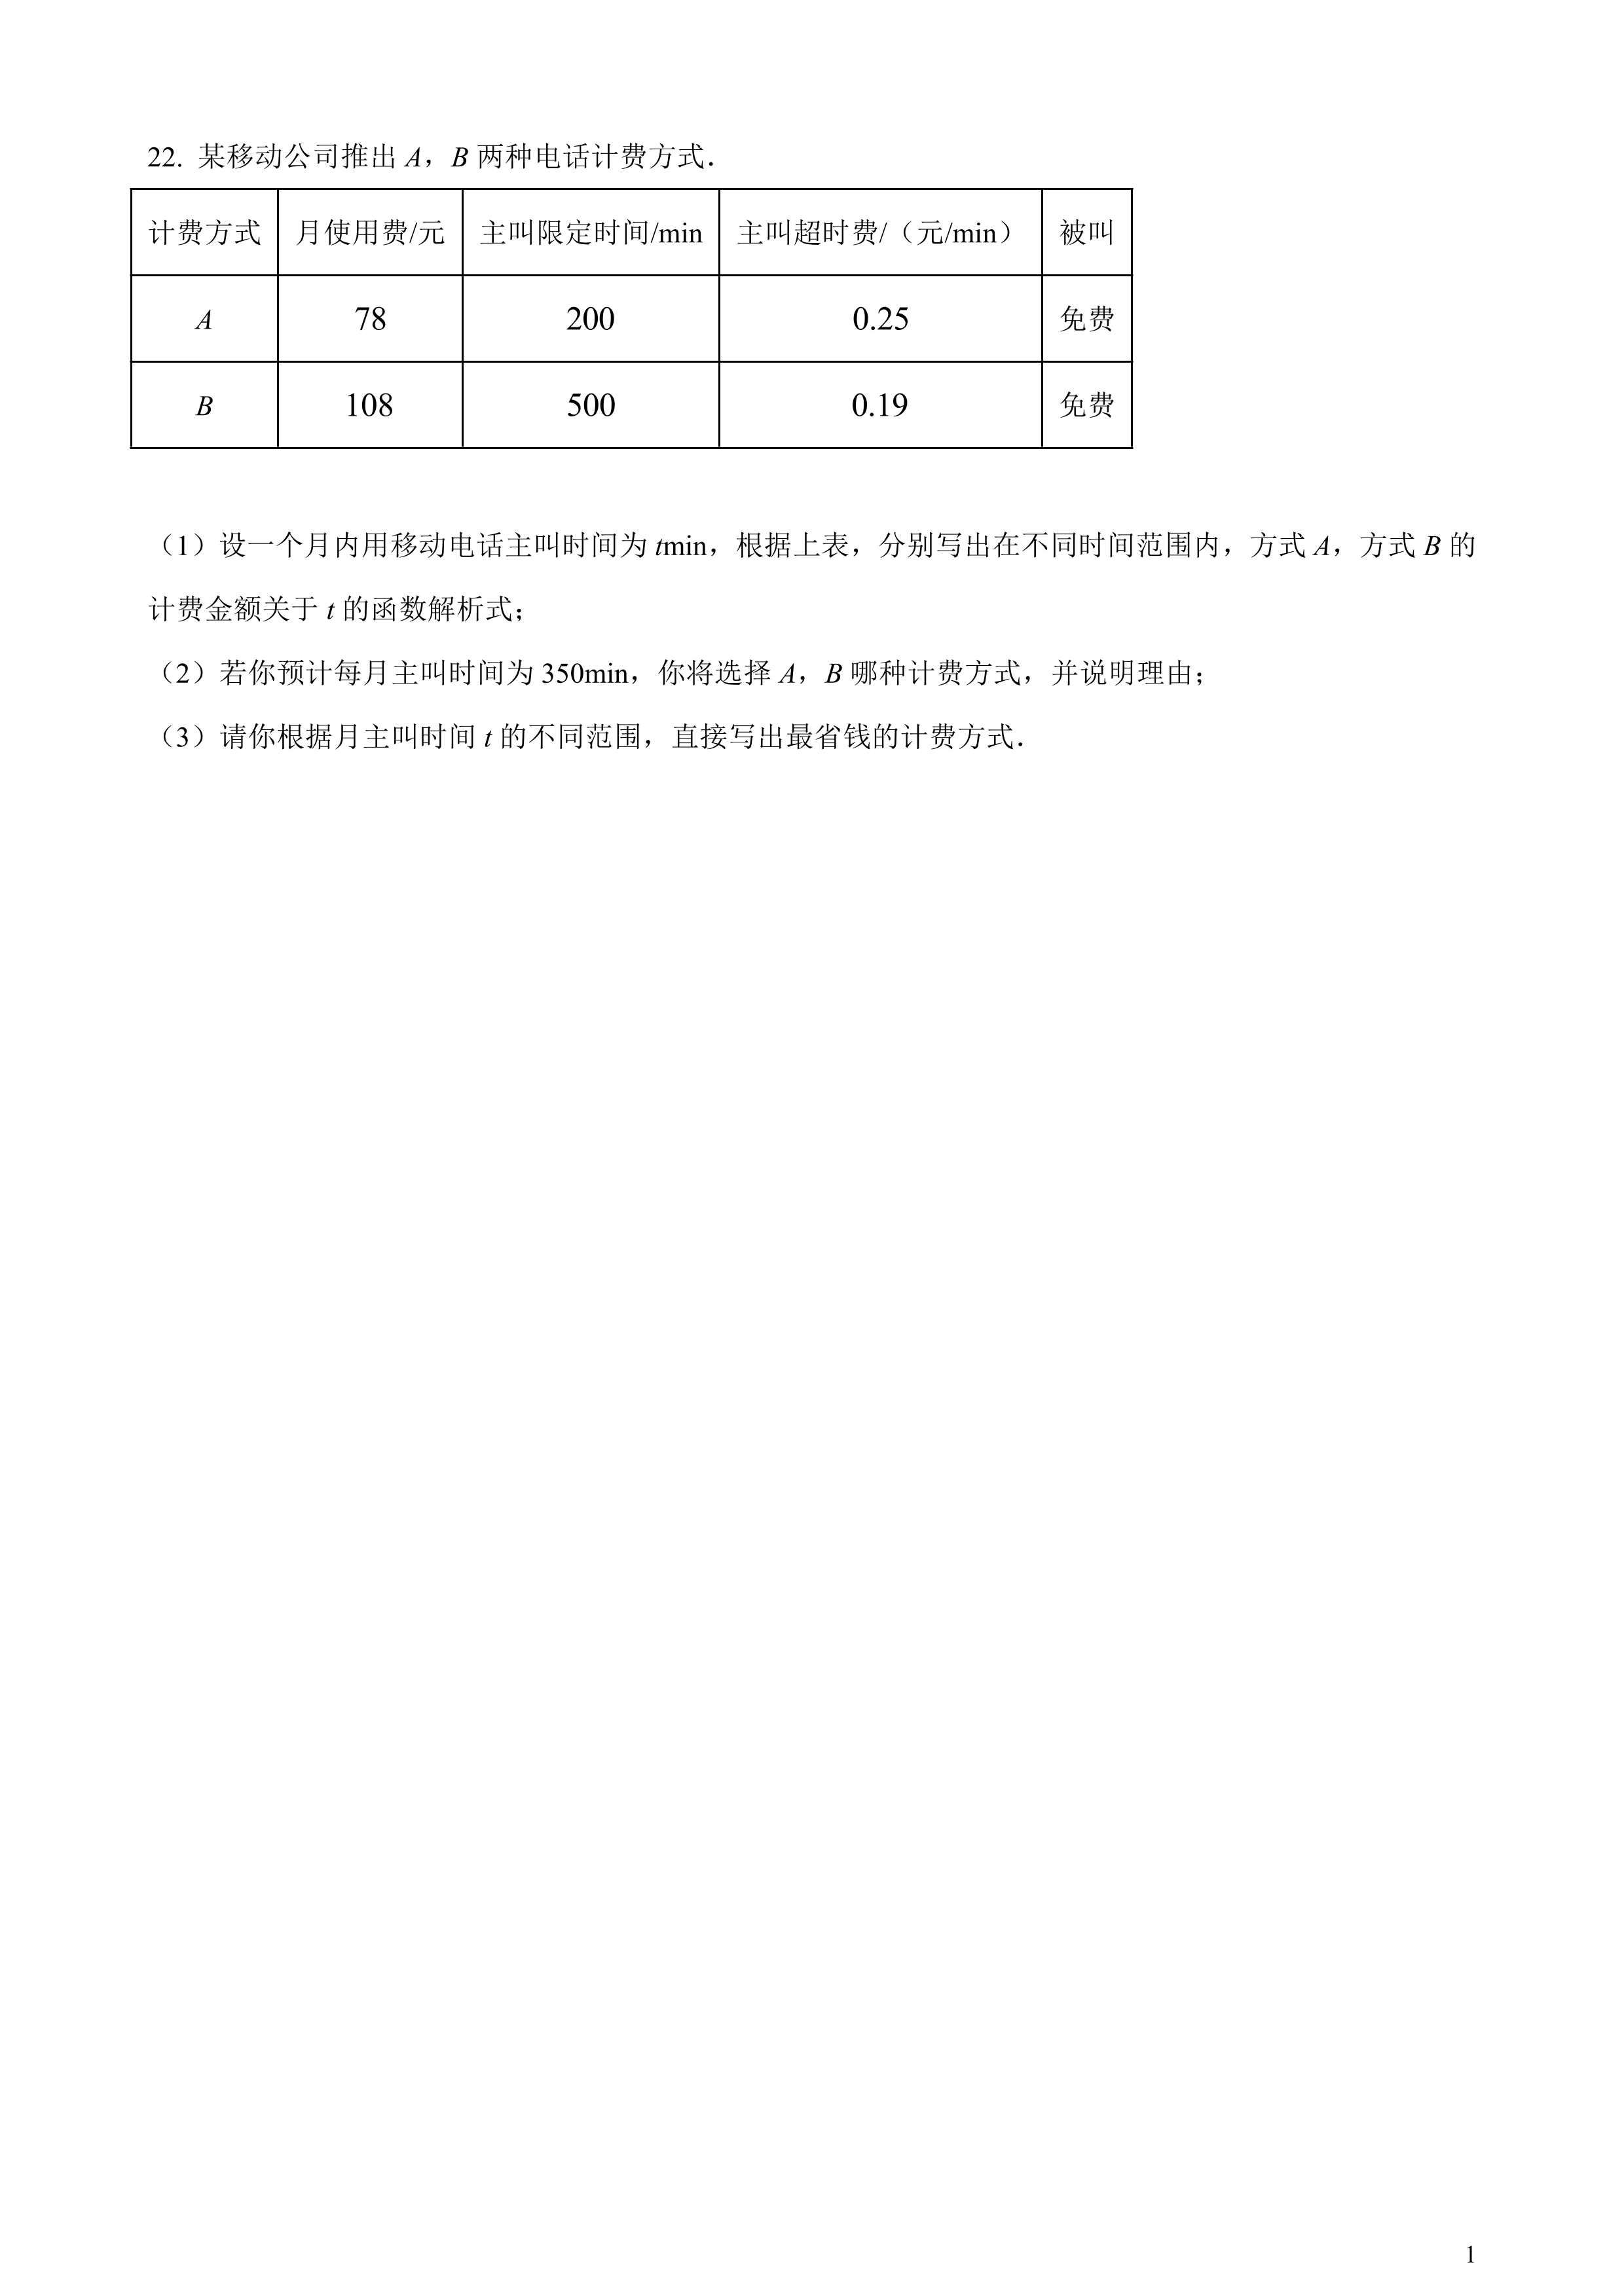 22. 某移动公司推出 A，B 两种电话计费方式．
计费方式 月使用费/元 主叫限定时间/min 主叫超时费/（元/min） 被叫
A 78 200 0.25 免费
B 108 500 0.19 免费
（1）设一个月内用移动电话主叫时间为 tmin，根据上表，分别写出在不同时间范围内，方式 A，方式 B 的
计费金额关于 t 的函数解析式；
（2）若你预计每月主叫时间为 350min，你将选择 A，B 哪种计费方式，并说明理由；
（3）请你根据月主叫时间 t 的不同范围，直接写出最省钱的计费方式．
1